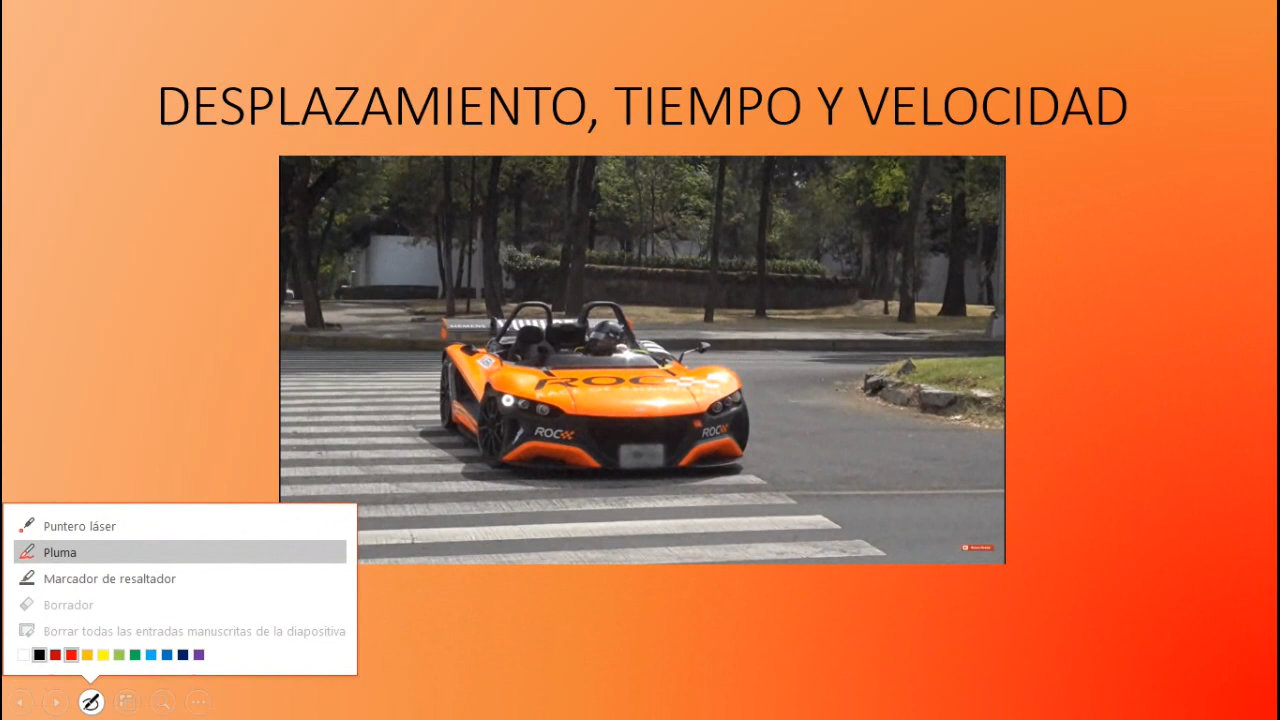 DESPLAZAMIENTO, TIEMPO Y VELOCIDAD
SIEMENS
ROC
ROC
ROC
Puntero láser
Pluma
Marcador de resaltador
Borrador
Borrar todas las entradas manuscritas de la diapositiva